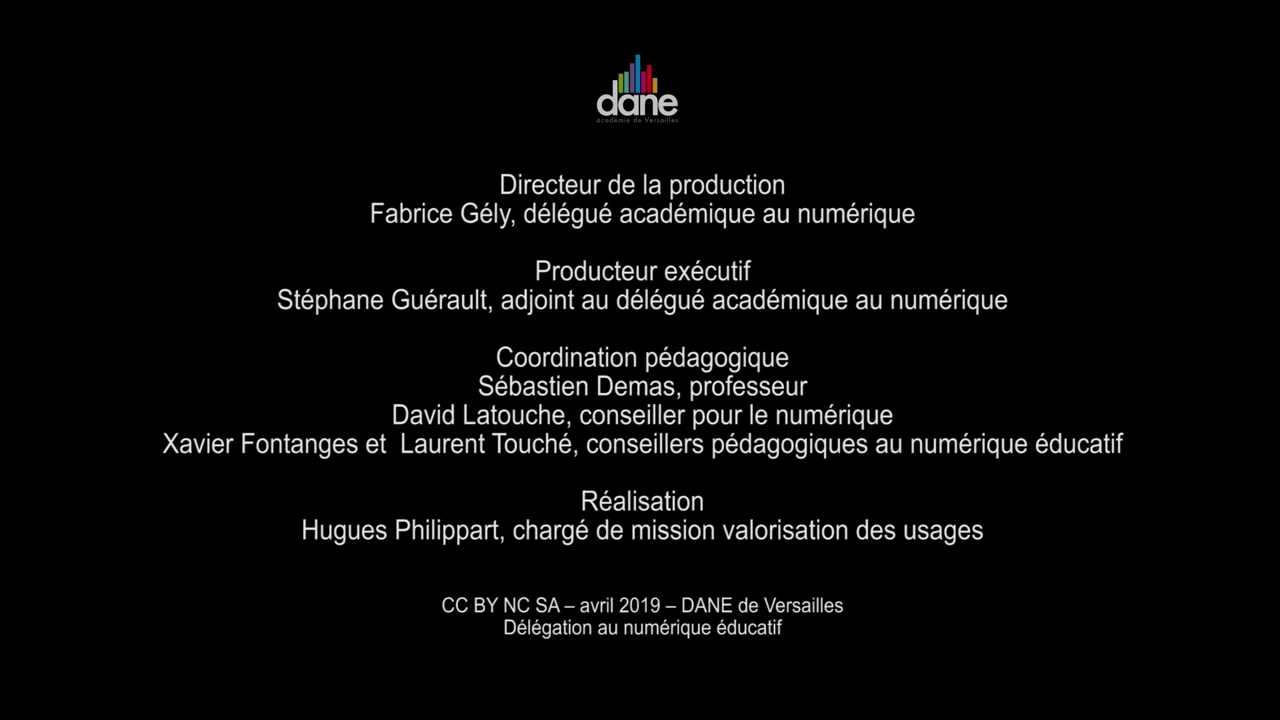 dane
académie de Versailles
Directeur de la production
Fabrice Gély, délégué académique au numérique
Producteur exécutif
Stéphane Guérault, adjoint au délégué académique au numérique
Coordination pédagogique
Sébastien Demas, professeur
David Latouche, conseiller pour le numérique
Xavier Fontanges et  Laurent Touché, conseillers pédagogiques au numérique éducatif
Réalisation
Hugues Philippart, chargé de mission valorisation des usages
CC BY NC SA – avril 2019 – DANE de Versailles
Délégation au numérique éducatif